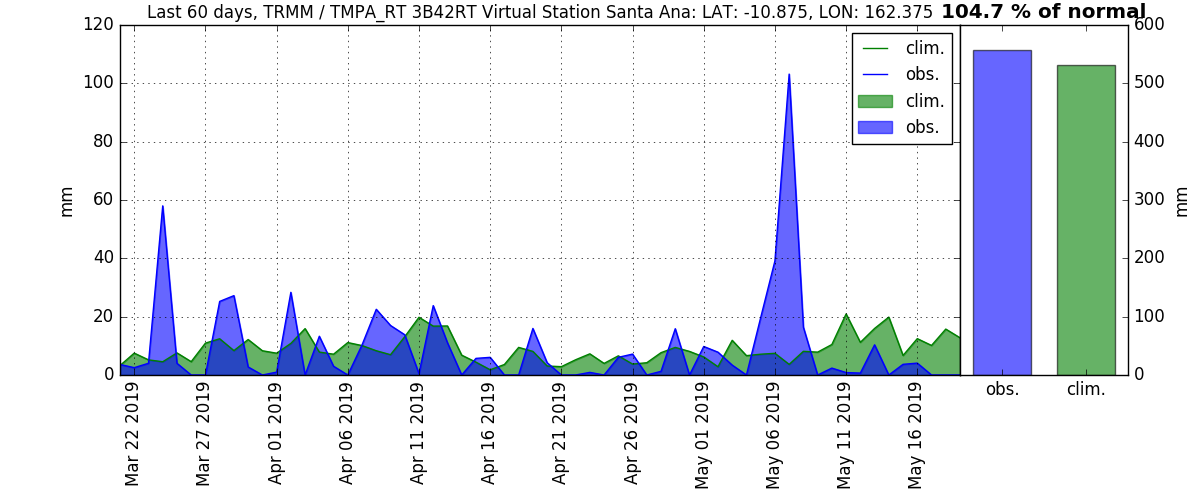 Last 60 days, TRMM / TMPA_RT 3B42RT Virtual Station Santa Ana: LAT: -10.875, LON: 162.375 104.7 % of normal
120
100
80
60
40
20
0
mm
clim.
obs.
clim.
obs.
600
500
400
300
200
100
0
mm
Mar 22 2019
Mar 27 2019
Apr 01 2019
Apr 06 2019
Apr 11 2019
Apr 16 2019
Apr 21 2019
Apr 26 2019
May 01 2019
May 06 2019
May 11 2019
May 16 2019
obs.
clim.